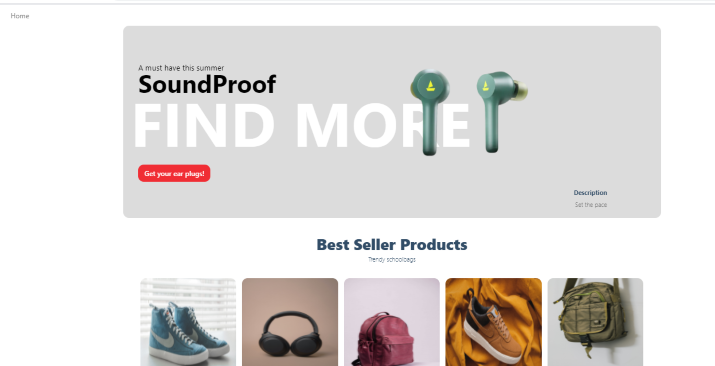 Home
A must have this summer
SoundProof
FIND MORE
Get your ear plugs!
Description
Set the pace
Best Seller Products
Trendy schoolbags